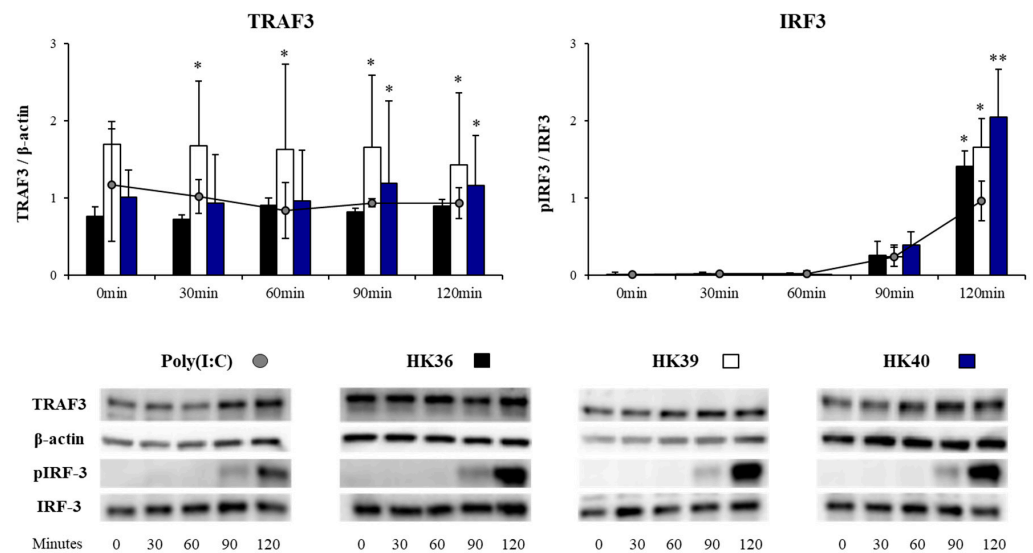 TRAF3
IRF3
3
2
1
0
TRAF3 / β-actin
* * * * * * *
0min 30min 60min 90min 120min
3
2
1
0
pIRF3 / IRF3
* * **
0min 30min 60min 90min 120min
Poly(I:C) HK36 HK39 HK40
TRAF3
β-actin
pIRF-3
IRF-3
Minutes 0 30 60 90 120 0 30 60 90 120 0 30 60 90 120 0 30 60 90 120